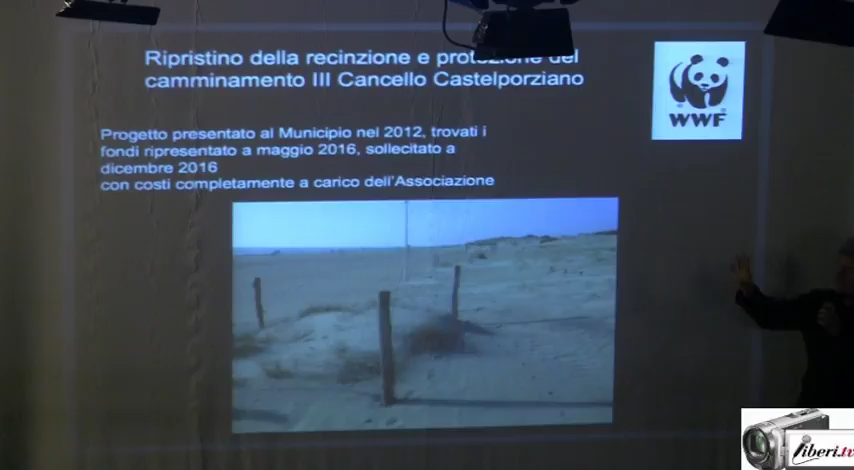 Ripristino della recinzione e protezione del
camminamento III Cancello Castelporziano
WWF
Progetto presentato al Municipio nel 2012, trovati i
fondi ripresentato a maggio 2016, sollecitato a
dicembre 2016
con costi completamente a carico dell'Associazione
liberi.tv